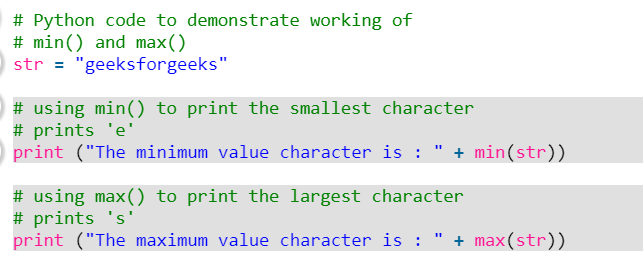 # Python code to demonstrate working of
# min() and max()
str = "geeksforgeeks"
# using min() to print the smallest character
# prints 'e'
print ("The minimum value character is : " + min(str))
# using max() to print the largest character
# prints 's'
print ("The maximum value character is : " + max(str))